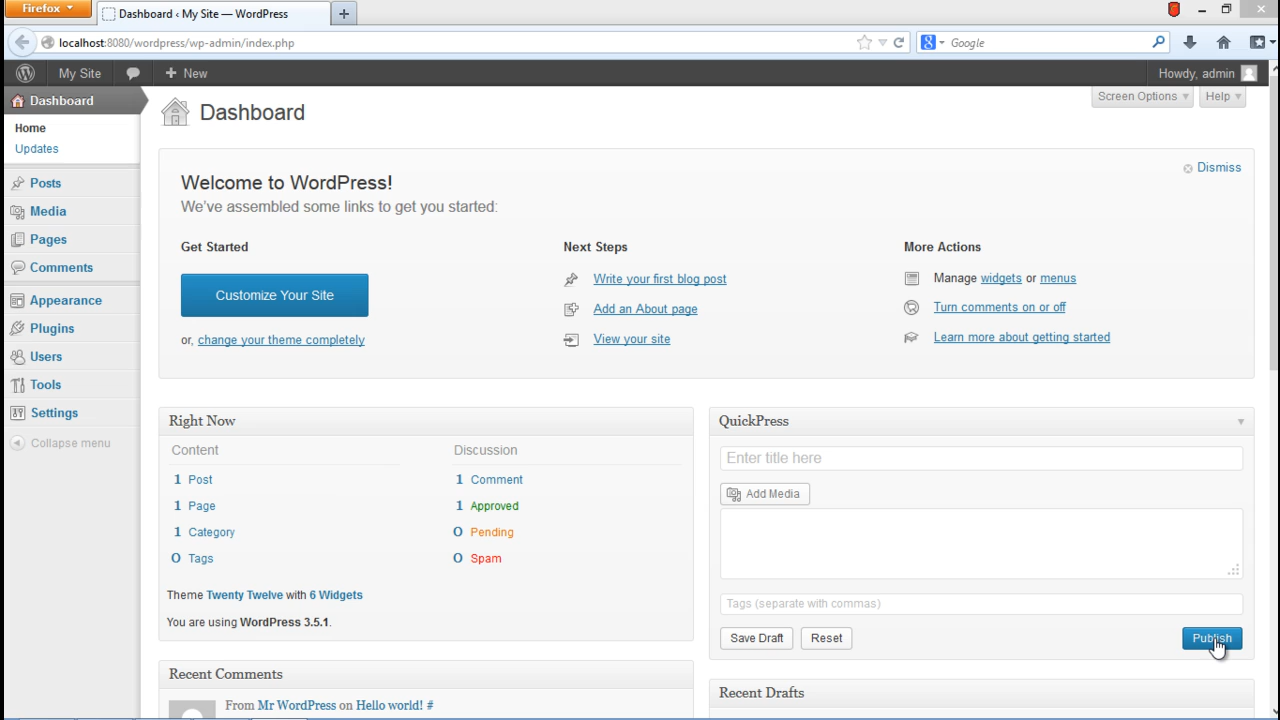 Firefox
Dashboard ‹ My Site — WordPress
localhost:8080/wordpress/wp-admin/index.php
Google
My Site
New
Howdy, admin
Dashboard
Home
Updates
Posts
Media
Pages
Comments
Appearance
Plugins
Users
Tools
Settings
Collapse menu
Dashboard
Screen Options
Help
Welcome to WordPress!
We've assembled some links to get you started:
Dismiss
Get Started
Customize Your Site
or, change your theme completely
Next Steps
Write your first blog post
Add an About page
View your site
More Actions
Manage widgets or menus
Turn comments on or off
Learn more about getting started
Right Now
Content
1 Post
1 Page
1 Category
0 Tags
Discussion
1 Comment
1 Approved
0 Pending
0 Spam
Theme Twenty Twelve with 6 Widgets
You are using WordPress 3.5.1.
Recent Comments
From Mr WordPress on Hello world! #
QuickPress
Enter title here
Add Media
Tags (separate with commas)
Save Draft
Reset
Publish
Recent Drafts